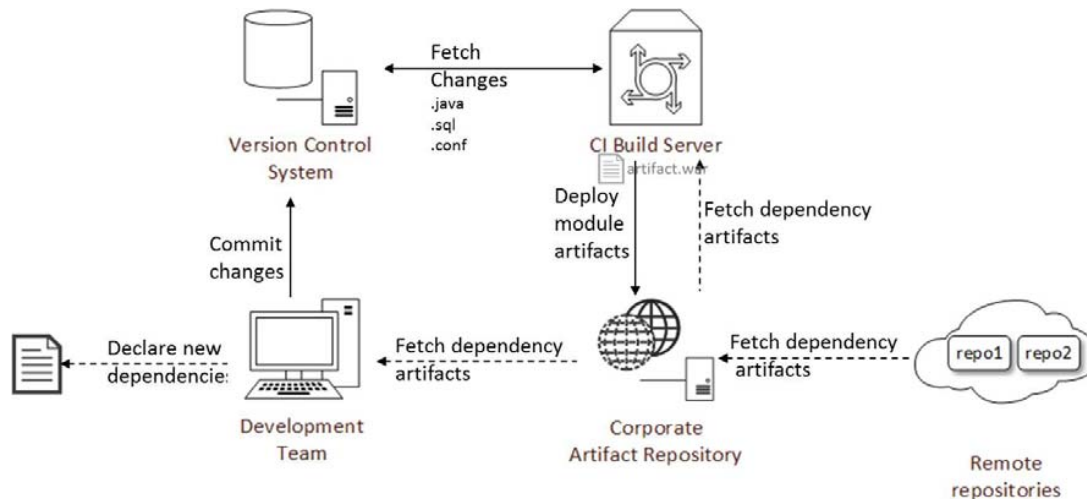 Fetch
Changes
.java
.sql
.conf
Version Control
System
CI Build Server
artifact.war
Deploy
module
artifacts
Fetch dependency
artifacts
Commit
changes
Declare new
dependencies
Fetch dependency
artifacts
Fetch dependency
artifacts
repo1
repo2
Development
Team
Corporate
Artifact Repository
Remote
repositories